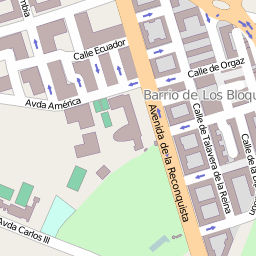 Calle Ecuador
Calle de Orgaz
Barrio de Los Bloqu
Avda América
Avenida de la Reconquista
Calle de Talavera de la Reina
Calle de la
Avda Carlos III